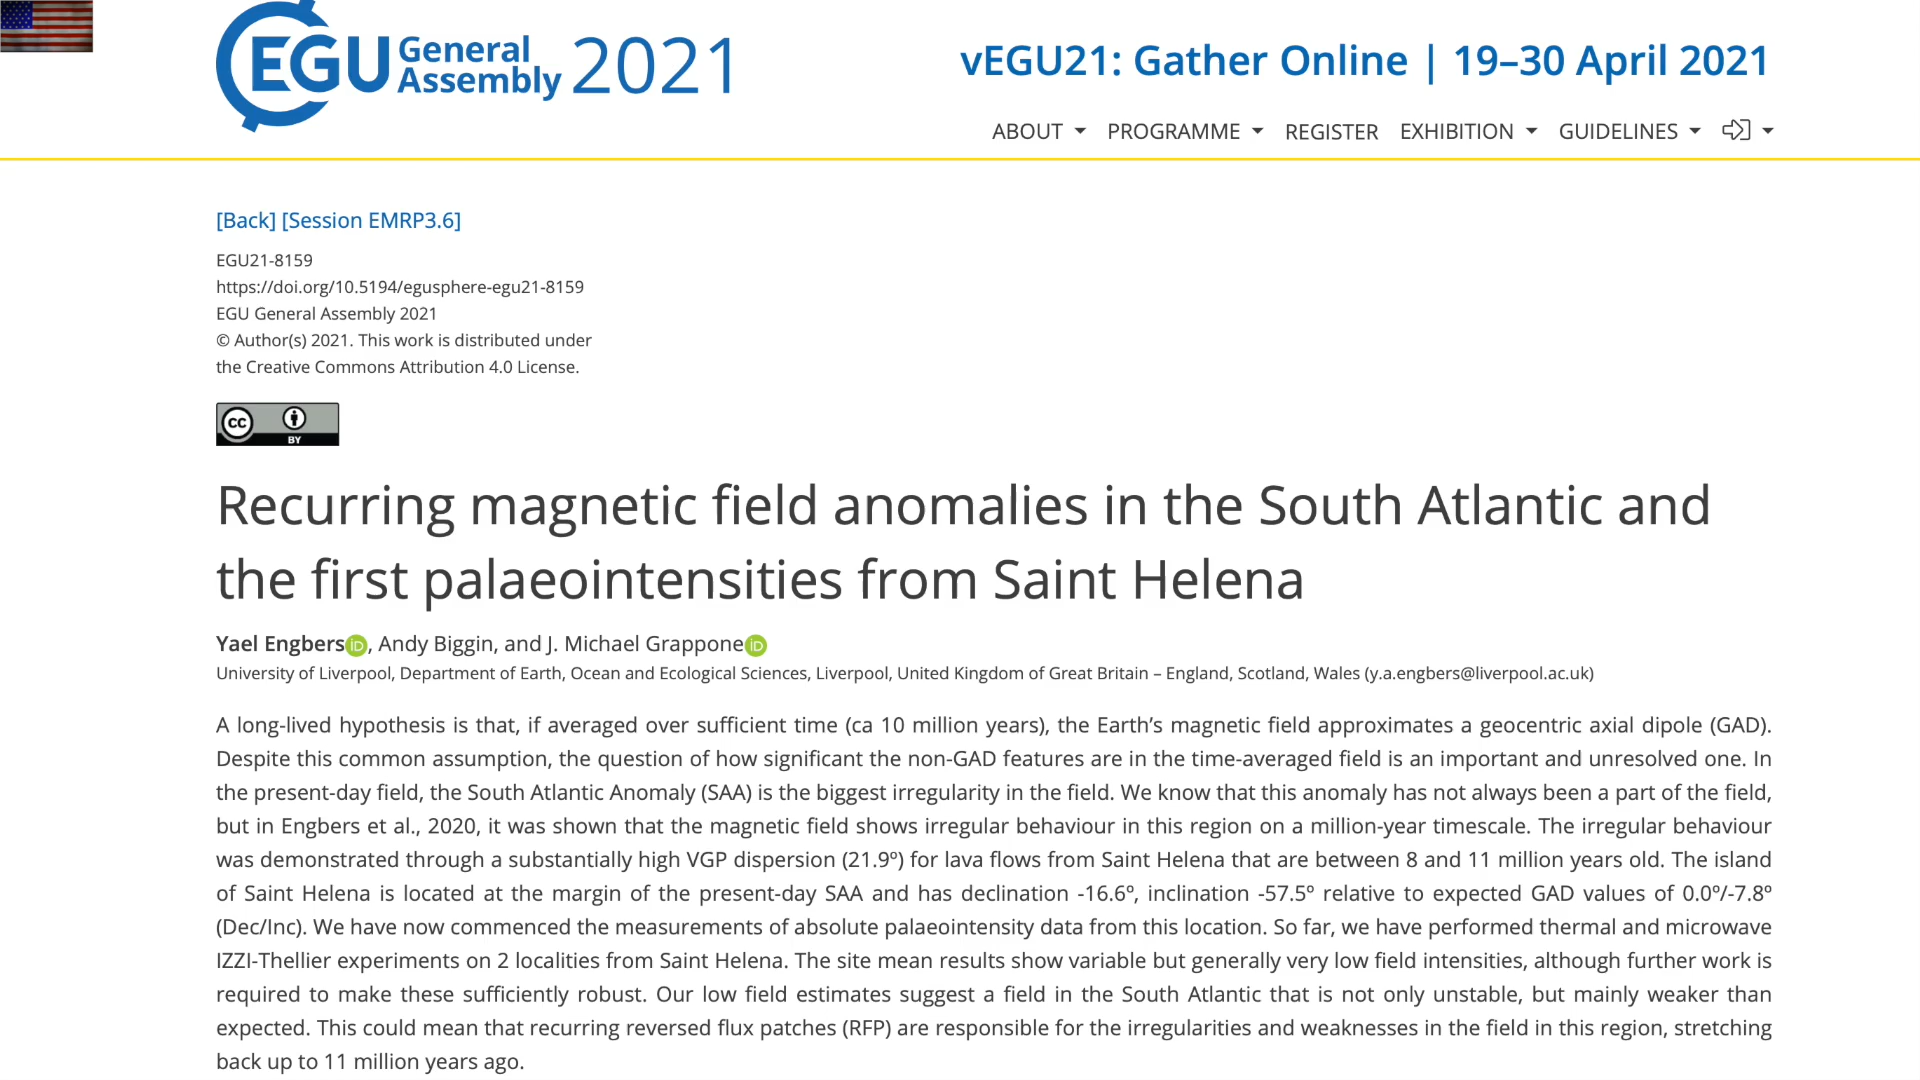 EGU General Assembly 2021
vEGU21: Gather Online | 19–30 April 2021
ABOUT PROGRAMME REGISTER EXHIBITION GUIDELINES
[Back] [Session EMRP3.6]
EGU21-8159
https://doi.org/10.5194/egusphere-egu21-8159
EGU General Assembly 2021
© Author(s) 2021. This work is distributed under
the Creative Commons Attribution 4.0 License.
cc BY
Recurring magnetic field anomalies in the South Atlantic and
the first palaeointensities from Saint Helena
Yael Engbers iD, Andy Biggin, and J. Michael Grappone iD
University of Liverpool, Department of Earth, Ocean and Ecological Sciences, Liverpool, United Kingdom of Great Britain – England, Scotland, Wales (y.a.engbers@liverpool.ac.uk)
A long-lived hypothesis is that, if averaged over sufficient time (ca 10 million years), the Earth’s magnetic field approximates a geocentric axial dipole (GAD).
Despite this common assumption, the question of how significant the non-GAD features are in the time-averaged field is an important and unresolved one. In
the present-day field, the South Atlantic Anomaly (SAA) is the biggest irregularity in the field. We know that this anomaly has not always been a part of the field,
but in Engbers et al., 2020, it was shown that the magnetic field shows irregular behaviour in this region on a million-year timescale. The irregular behaviour
was demonstrated through a substantially high VGP dispersion (21.9º) for lava flows from Saint Helena that are between 8 and 11 million years old. The island
of Saint Helena is located at the margin of the present-day SAA and has declination -16.6º, inclination -57.5º relative to expected GAD values of 0.0º/-7.8º
(Dec/Inc). We have now commenced the measurements of absolute palaeointensity data from this location. So far, we have performed thermal and microwave
IZZI-Thellier experiments on 2 localities from Saint Helena. The site mean results show variable but generally very low field intensities, although further work is
required to make these sufficiently robust. Our low field estimates suggest a field in the South Atlantic that is not only unstable, but mainly weaker than
expected. This could mean that recurring reversed flux patches (RFP) are responsible for the irregularities and weaknesses in the field in this region, stretching
back up to 11 million years ago.